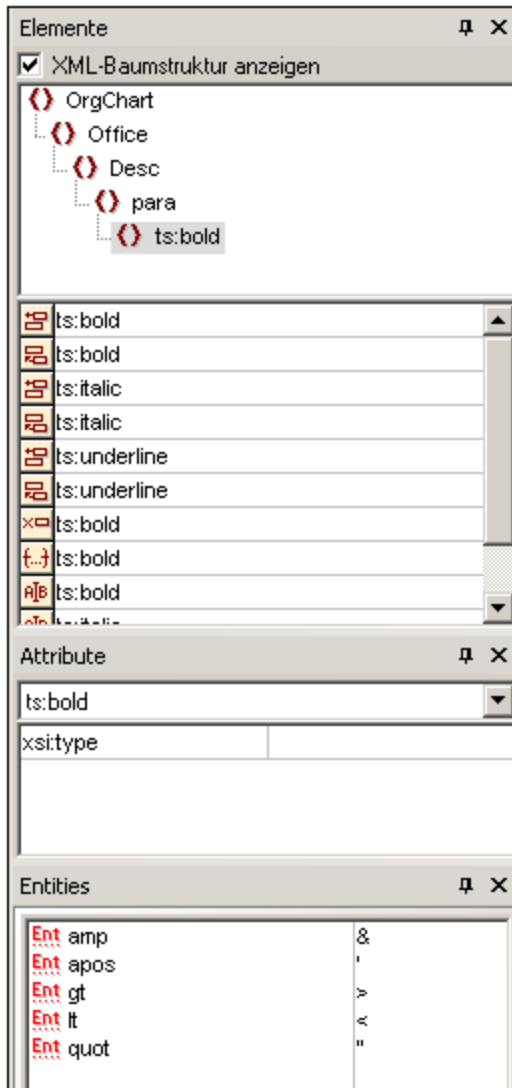 Elemente
XML-Baumstruktur anzeigen
OrgChart
Office
Desc
para
ts:bold
ts:bold
ts:bold
ts:italic
ts:italic
ts:underline
ts:underline
ts:bold
{...} ts:bold
A|B ts:bold
Attribute
ts:bold
xsi:type
Entities
Ent amp &
Ent apos '
Ent gt >
Ent lt <
Ent quot "